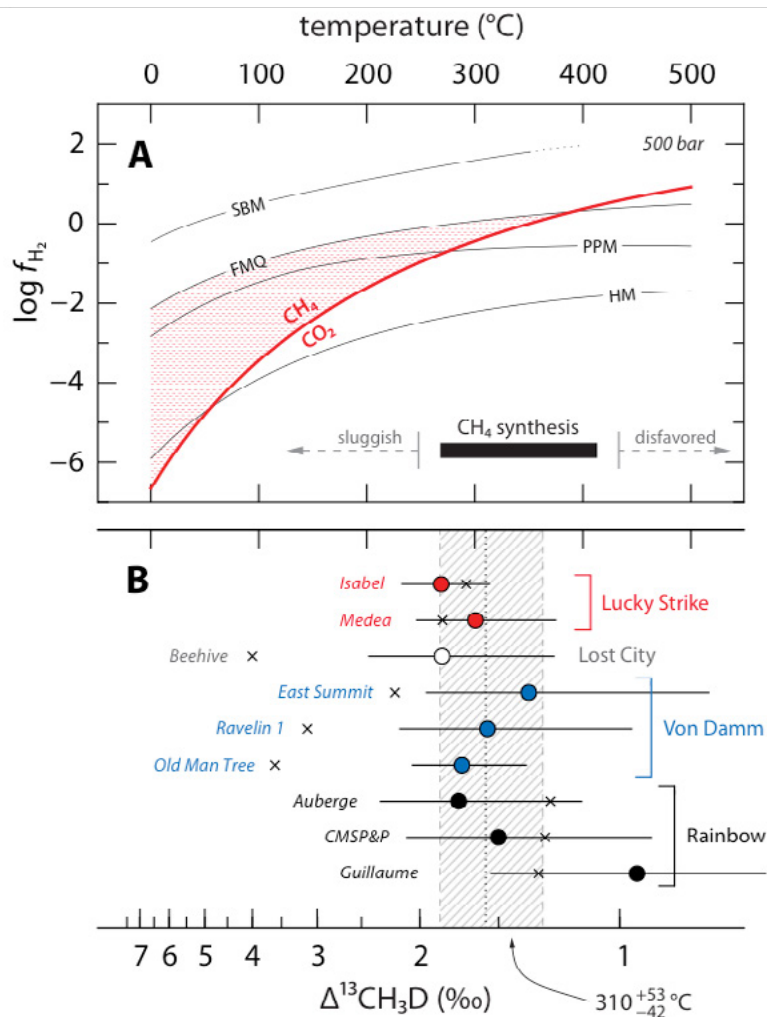 temperature (°C)
0 100 200 300 400 500
A
500 bar
2
0
−2
−4
−6
log fH₂
SBM
FMQ
PPM
HM
CH₄
CO₂
sluggish
CH₄ synthesis
disfavored
B
Isabel
Medea
Lucky Strike
Beehive
Lost City
East Summit
Ravelin 1
Von Damm
Old Man Tree
Auberge
CMSP&P
Rainbow
Guillaume
7 6 5 4 3 2 1
Δ¹³CH₃D (‰)
310 +53 −42 °C